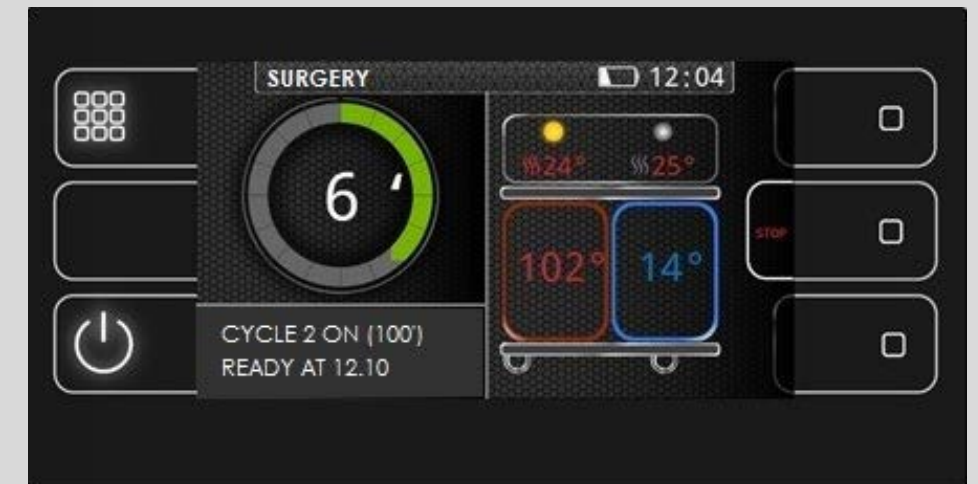 SURGERY
12:04
6 ‘
24° 25°
102° 14°
STOP
CYCLE 2 ON (100')
READY AT 12.10